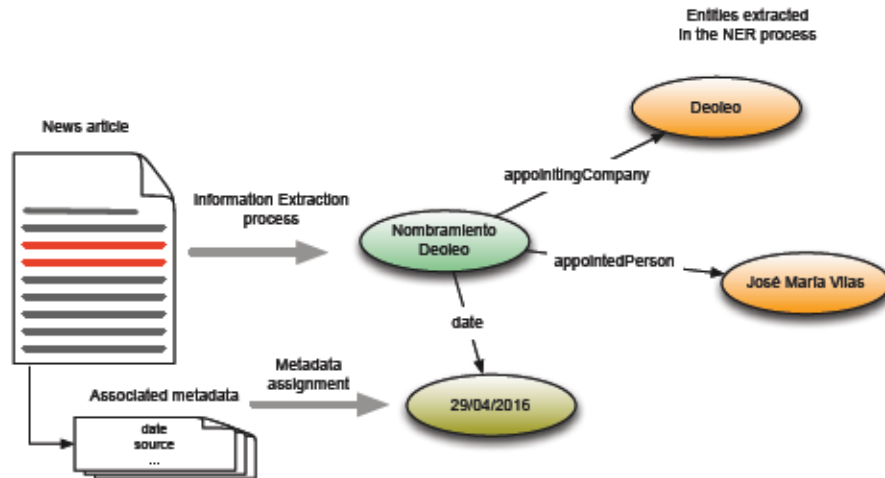 Entities extracted
in the NER process
Deoleo
News article
appointingCompany
Information Extraction
process
Nombramiento
Deoleo
appointedPerson
José María Vilas
date
Metadata
assignment
Associated metadata
29/04/2016
date
source
...